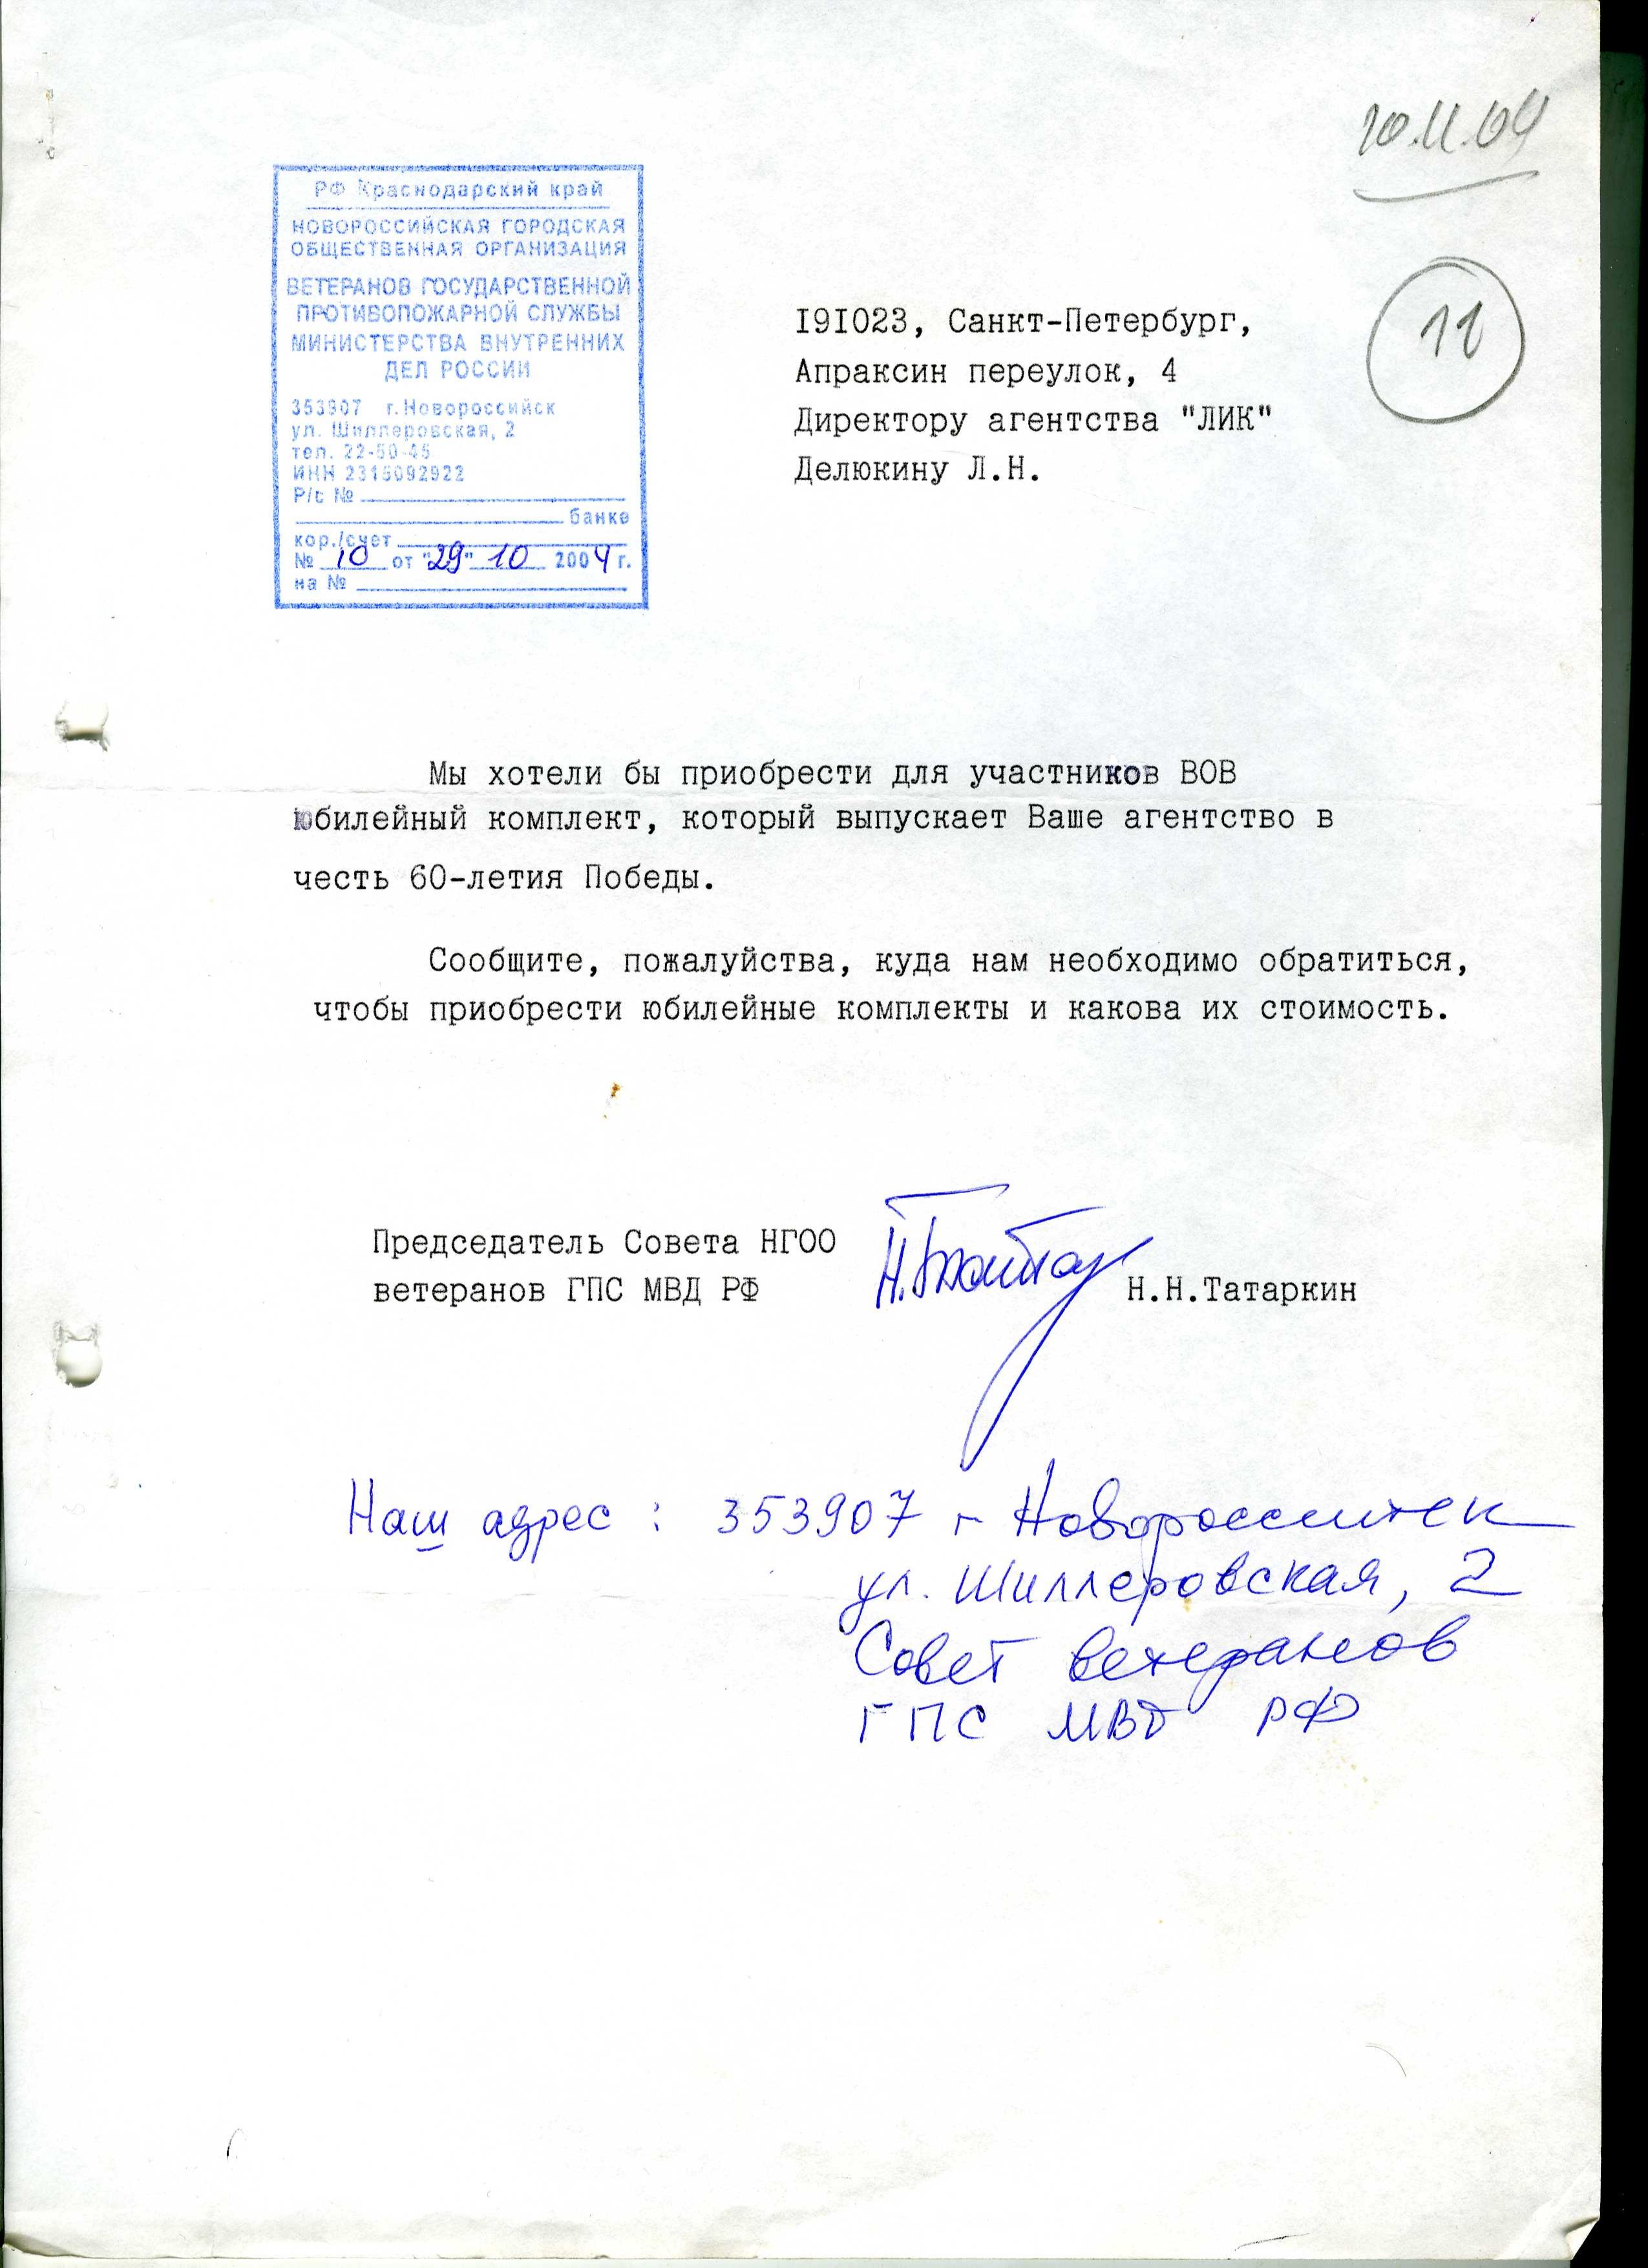 10.11.04
РФ Краснодарский край
НОВОРОССИЙСКАЯ ГОРОДСКАЯ
ОБЩЕСТВЕННАЯ ОРГАНИЗАЦИЯ
ВЕТЕРАНОВ ГОСУДАРСТВЕННОЙ
ПРОТИВОПОЖАРНОЙ СЛУЖБЫ
МИНИСТЕРСТВА ВНУТРЕННИХ
ДЕЛ РОССИИ
353907 г. Новороссийск
ул. Шиллеровская, 2
тел. 22-50-45
ИНН 2315092922
Р/с №
банке
кор./счет
№ 10 от "29" 10 2004 г.
на №
11
I9I023, Санкт-Петербург,
Апраксин переулок, 4
Директору агентства "ЛИК"
Делюкину Л.Н.
Мы хотели бы приобрести для участников ВОВ
юбилейный комплект, который выпускает Ваше агентство в
честь 60-летия Победы.
Сообщите, пожалуйства, куда нам необходимо обратиться,
чтобы приобрести юбилейные комплекты и какова их стоимость.
Председатель Совета НГОО
ветеранов ГПС МВД РФ
Н.Н.Татаркин
Наш адрес : 353907 г Новороссийск
ул. Шиллеровская, 2
Совет ветеранов
ГПС МВД РФ